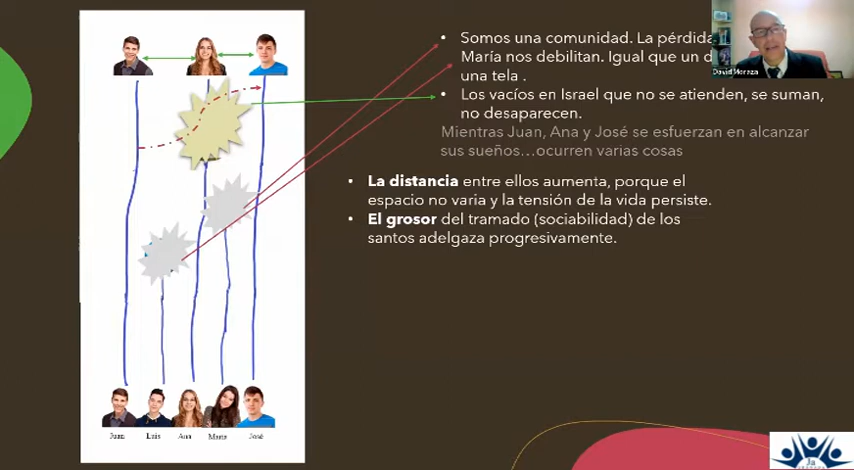 Somos una comunidad. La pérdida
María nos debilitan. Igual que un d
una tela .
Los vacíos en Israel que no se atienden, se suman,
no desaparecen.
Mientras Juan, Ana y José se esfuerzan en alcanzar
sus sueños…ocurren varias cosas
La distancia entre ellos aumenta, porque el
espacio no varia y la tensión de la vida persiste.
El grosor del tramado (sociabilidad) de los
santos adelgaza progresivamente.
David Moraza
Juan Luis Ana Maria José